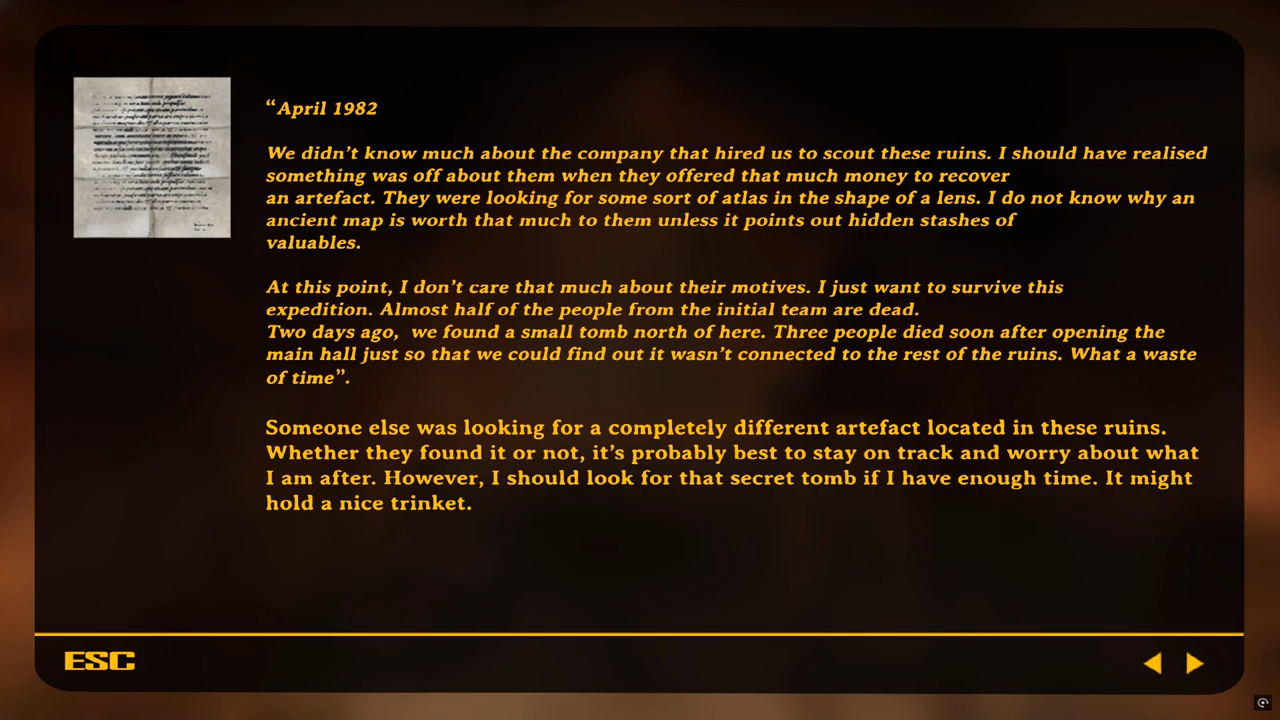 “April 1982
We didn’t know much about the company that hired us to scout these ruins. I should have realised
something was off about them when they offered that much money to recover
an artefact. They were looking for some sort of atlas in the shape of a lens. I do not know why an
ancient map is worth that much to them unless it points out hidden stashes of
valuables.
At this point, I don’t care that much about their motives. I just want to survive this
expedition. Almost half of the people from the initial team are dead.
Two days ago,  we found a small tomb north of here. Three people died soon after opening the
main hall just so that we could find out it wasn’t connected to the rest of the ruins. What a waste
of time”.
Someone else was looking for a completely different artefact located in these ruins.
Whether they found it or not, it’s probably best to stay on track and worry about what
I am after. However, I should look for that secret tomb if I have enough time. It might
hold a nice trinket.
ESC